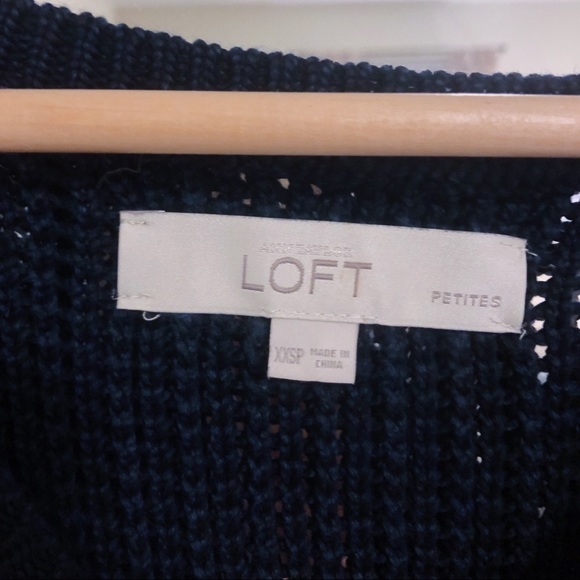 LOFT
PETITES
XXSP MADE IN
CHINA